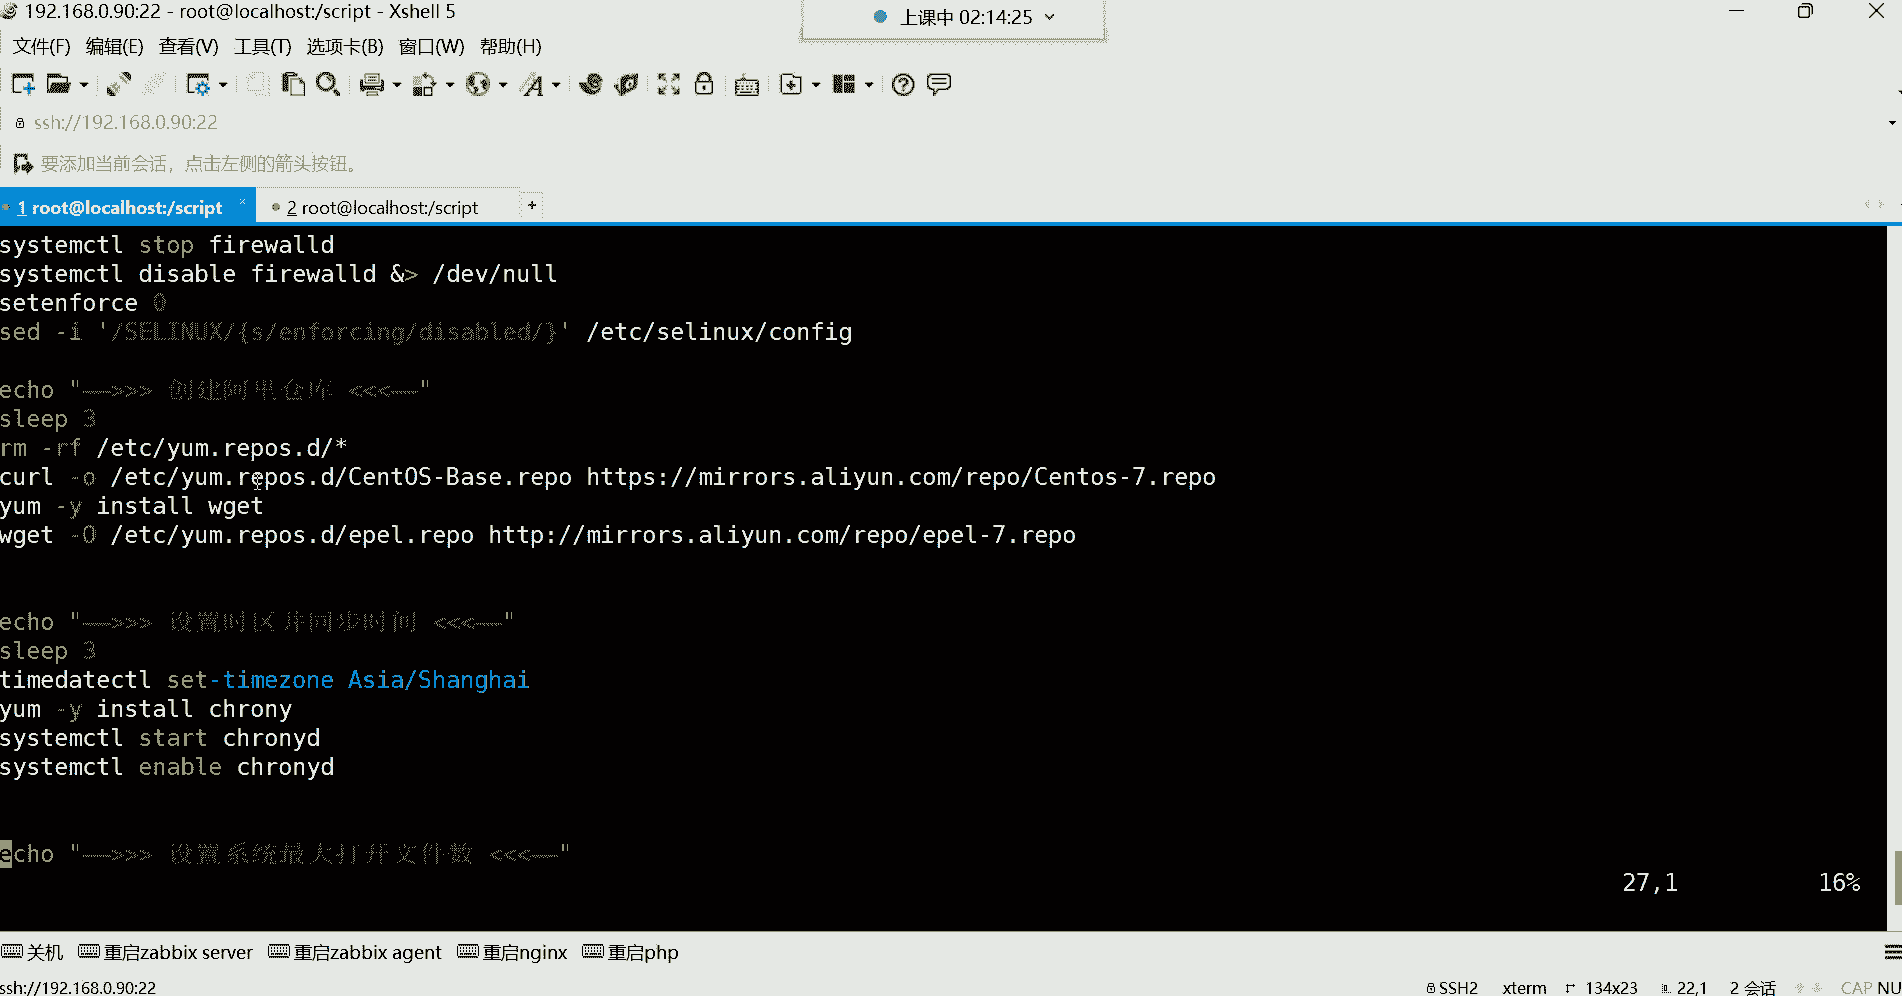 192.168.0.90:22 - root@localhost:/script - Xshell 5
上课中 02:14:25
文件(F) 编辑(E) 查看(V) 工具(T) 选项卡(B) 窗口(W) 帮助(H)
ssh://192.168.0.90:22
要添加当前会话，点击左侧的箭头按钮。
1 root@localhost:/script × 2 root@localhost:/script +
systemctl stop firewalld
systemctl disable firewalld &> /dev/null
setenforce 0
sed -i '/SELINUX/{s/enforcing/disabled/}' /etc/selinux/config
echo "——>>> 创建阿里仓库 <<<——"
sleep 3
rm -rf /etc/yum.repos.d/*
curl -o /etc/yum.repos.d/CentOS-Base.repo https://mirrors.aliyun.com/repo/Centos-7.repo
yum -y install wget
wget -O /etc/yum.repos.d/epel.repo http://mirrors.aliyun.com/repo/epel-7.repo
echo "——>>> 设置时区并同步时间 <<<——"
sleep 3
timedatectl set-timezone Asia/Shanghai
yum -y install chrony
systemctl start chronyd
systemctl enable chronyd
echo "——>>> 设置系统最大打开文件数 <<<——"
27,1 16%
关机 重启zabbix server 重启zabbix agent 重启nginx 重启php
ssh://192.168.0.90:22 SSH2 xterm 134x23 22,1 2 会话 CAP NU